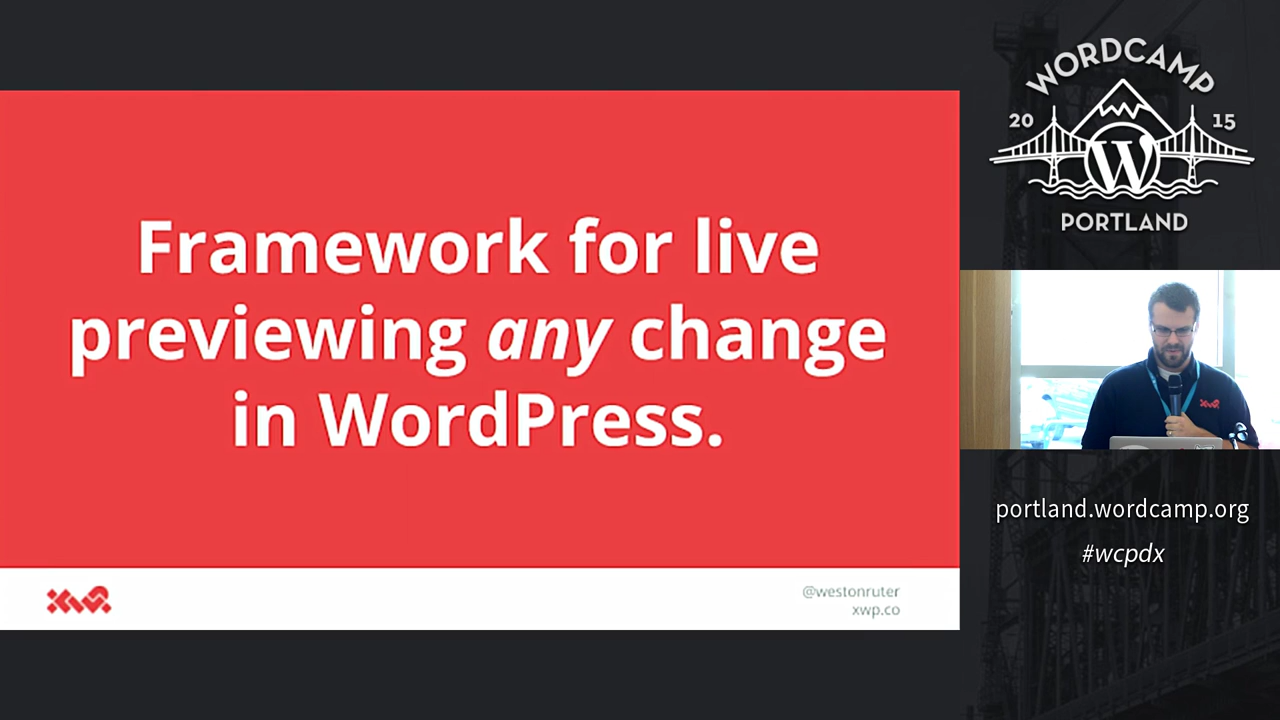 Framework for live
previewing any change
in WordPress.
xwp
@westonruter
xwp.co
WORDCAMP
20 15
W
PORTLAND
portland.wordcamp.org
#wcpdx